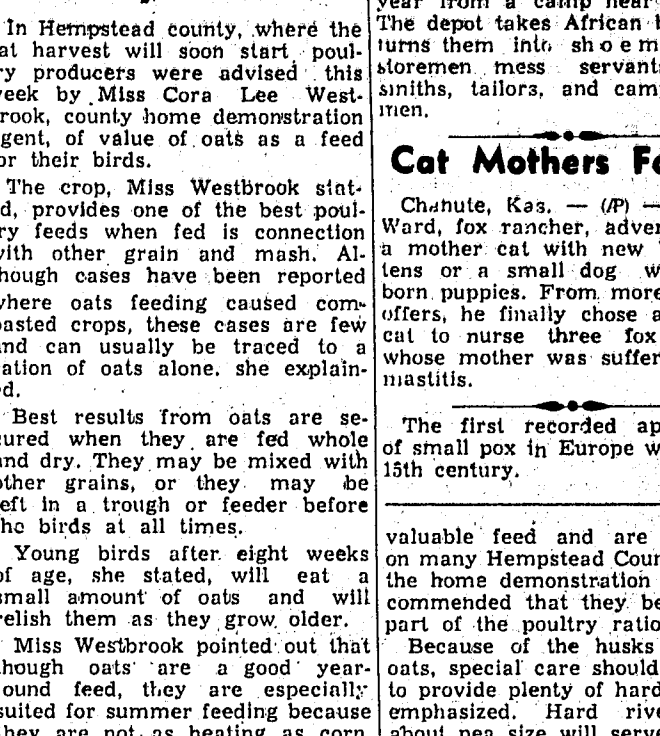 In Hempstead county, where the
at harvest will soon start poul-
ry producers were advised this
week by Miss Cora Lee West-
rook, county home demonstration
gent, of value of oats as a feed
or their birds.
The crop, Miss Westbrook stat-
d, provides one of the best poul-
ry feeds when fed is connection
with other grain and mash. Al-
hough cases have been reported
where oats feeding caused com-
pasted crops, these cases are few
and can usually be traced to a
ration of oats alone, she explain-
d.
Best results from oats are se-
cured when they are fed whole
and dry. They may be mixed with
other grains, or they may be
left in a trough or feeder before
the birds at all times.
Young birds after eight weeks
of age, she stated, will eat a
small amount of oats and will
relish them as they grow older.
Miss Westbrook pointed out that
though oats are a good year-
ound feed, they are especially
suited for summer feeding because
they are not as heating as corn
year from a camp near
The depot takes African
turns them into shoem
storemen mess servant
smiths, tailors, and cam
men.
Cat Mothers Fo
Chanute, Kas. — (/P) —
Ward, fox rancher, adver
a mother cat with new
tens or a small dog w
born puppies. From more
offers, he finally chose a
cat to nurse three fox
whose mother was suffer
mastitis.
The first recorded ap
of small pox in Europe w
15th century.
valuable feed and are
on many Hempstead Coun
the home demonstration
commended that they be
part of the poultry ratio
Because of the husks
oats, special care should
to provide plenty of hard
emphasized. Hard rive
about pea size will serve